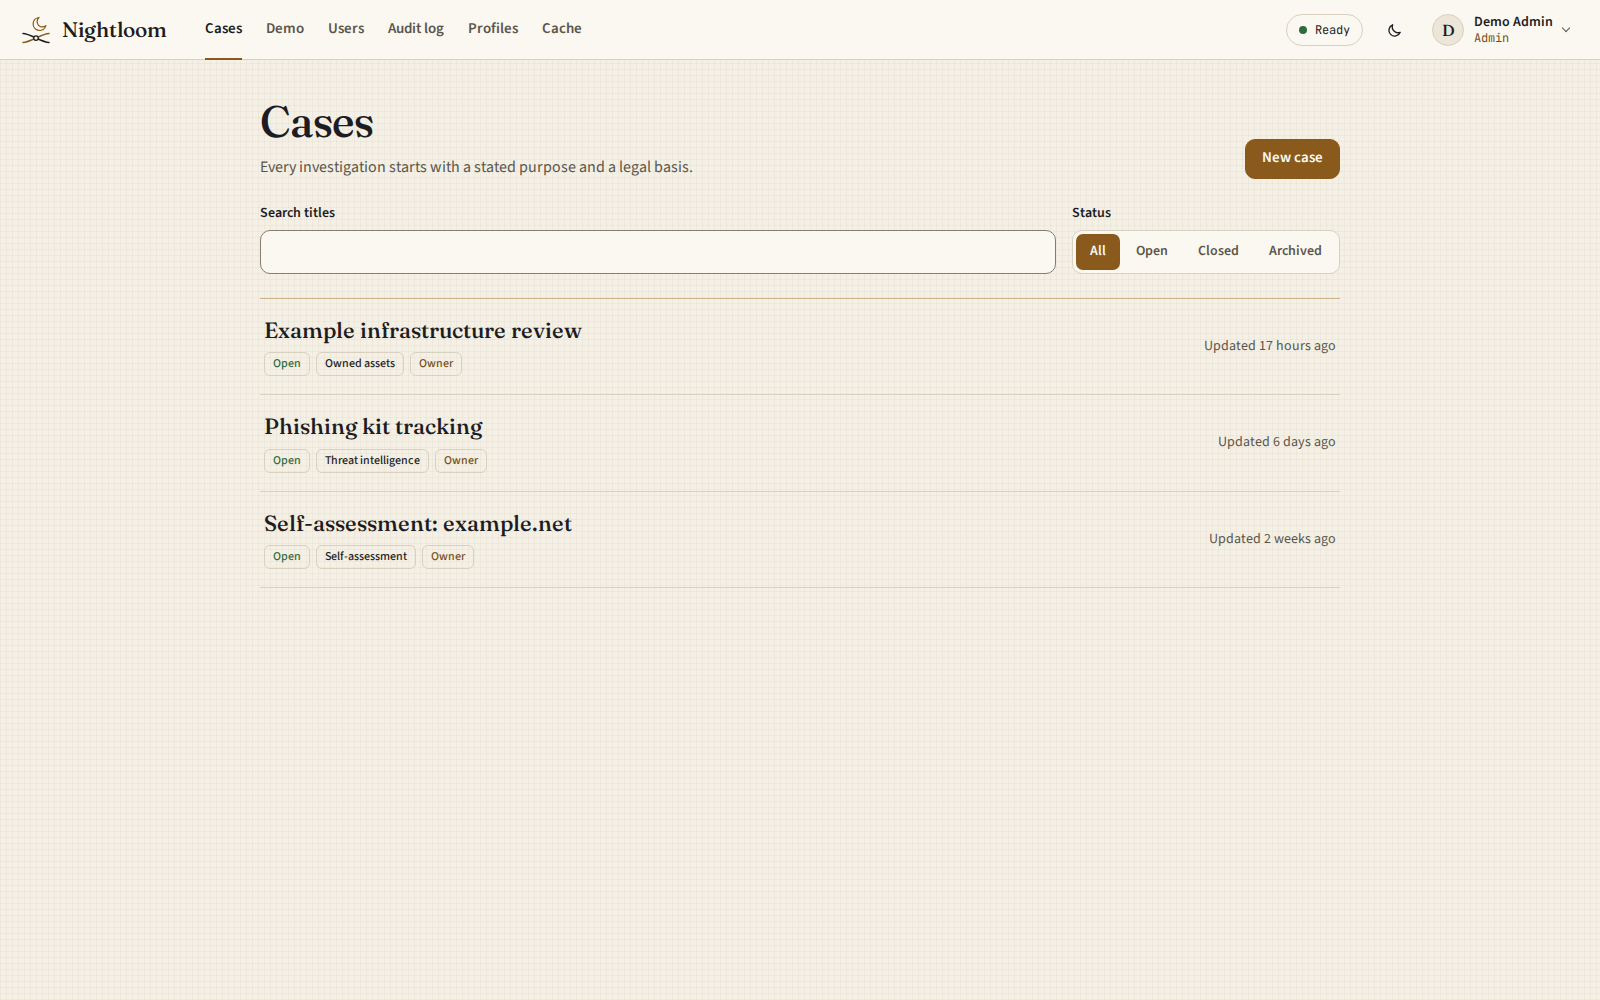 Nightloom
Cases Demo Users Audit log Profiles Cache
Ready
D
Demo Admin
Admin
Cases
Every investigation starts with a stated purpose and a legal basis.
New case
Search titles
Status
All Open Closed Archived
Example infrastructure review
Open Owned assets Owner
Updated 17 hours ago
Phishing kit tracking
Open Threat intelligence Owner
Updated 6 days ago
Self-assessment: example.net
Open Self-assessment Owner
Updated 2 weeks ago